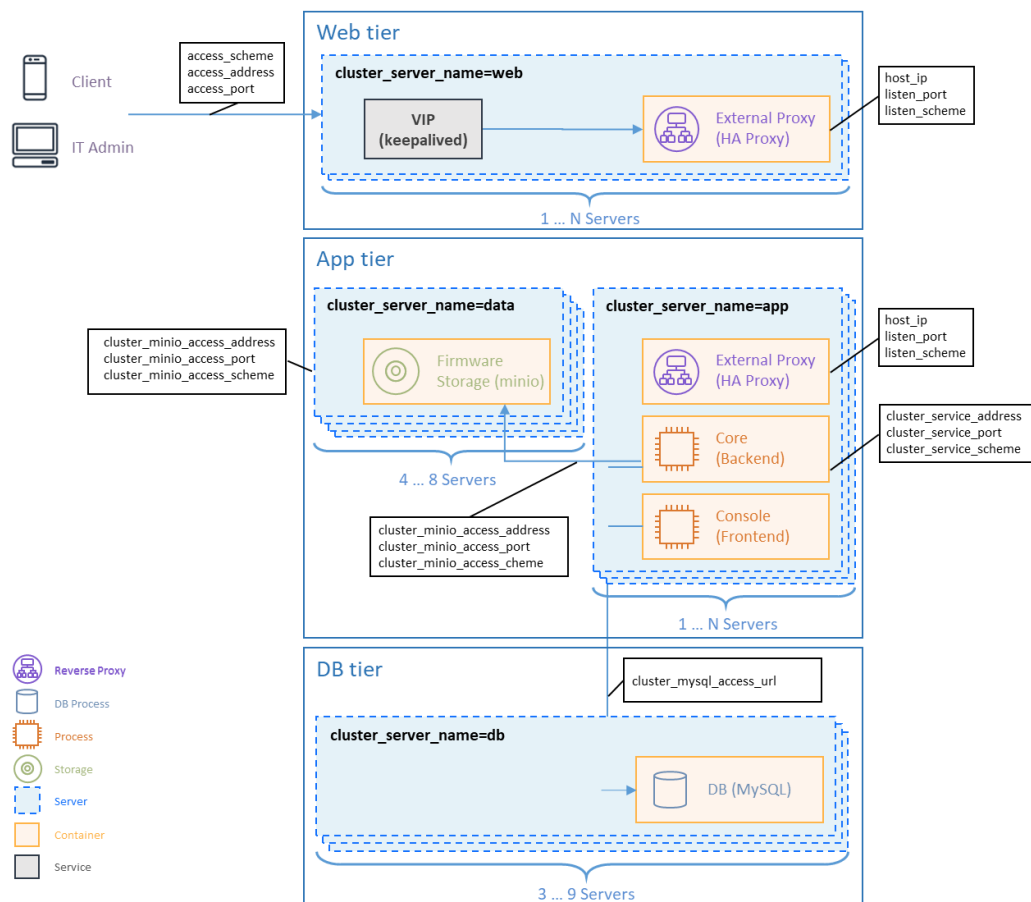 Web tier
Client
IT Admin
access_scheme
access_address
access_port
cluster_server_name=web
VIP
(keepalived)
External Proxy
(HA Proxy)
host_ip
listen_port
listen_scheme
1 ... N Servers
App tier
cluster_server_name=data
cluster_minio_access_address
cluster_minio_access_port
cluster_minio_access_scheme
Firmware
Storage (minio)
4 ... 8 Servers
cluster_server_name=app
External Proxy
(HA Proxy)
host_ip
listen_port
listen_scheme
Core
(Backend)
cluster_service_address
cluster_service_port
cluster_service_scheme
cluster_minio_access_address
cluster_minio_access_port
cluster_minio_access_cheme
Console
(Frontend)
1 ... N Servers
DB tier
cluster_mysql_access_url
cluster_server_name=db
DB (MySQL)
3 ... 9 Servers
Reverse Proxy
DB Process
Process
Storage
Server
Container
Service